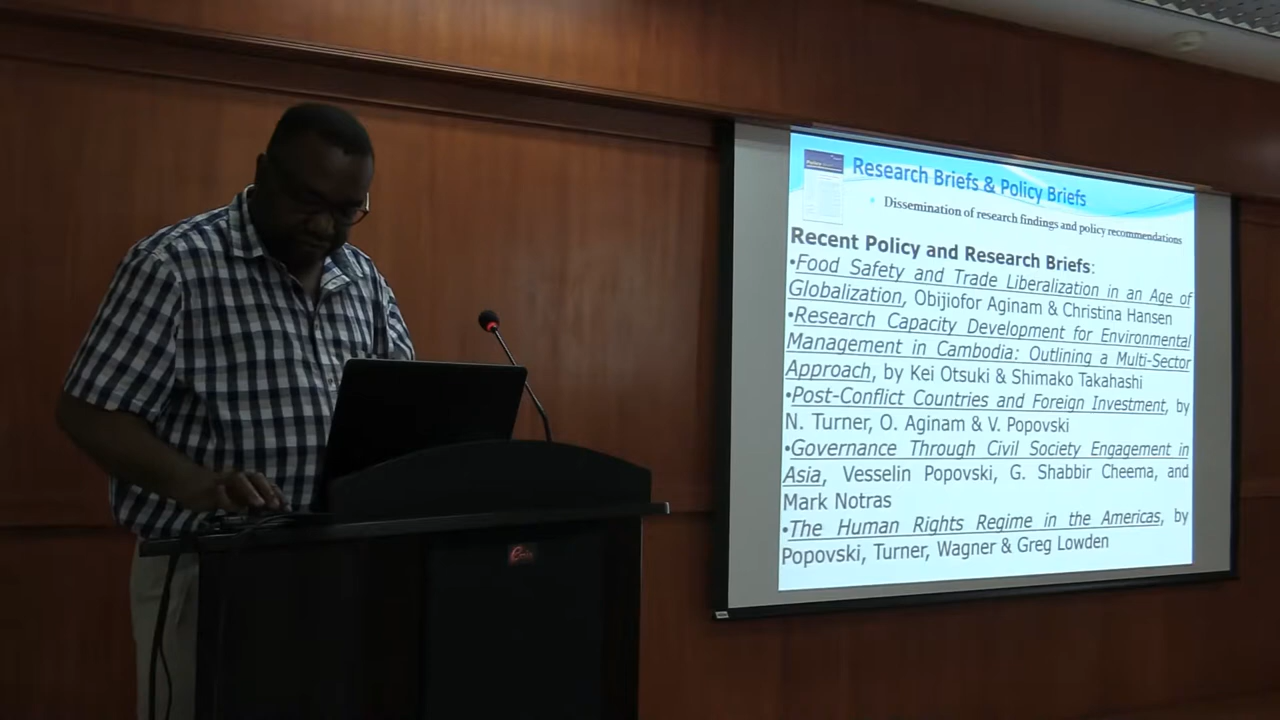 Research Briefs & Policy Briefs
Dissemination of research findings and policy recommendations
Recent Policy and Research Briefs:
•Food Safety and Trade Liberalization in an Age of
Globalization, Obijiofor Aginam & Christina Hansen
•Research Capacity Development for Environmental
Management in Cambodia: Outlining a Multi-Sector
Approach, by Kei Otsuki & Shimako Takahashi
•Post-Conflict Countries and Foreign Investment, by
N. Turner, O. Aginam & V. Popovski
•Governance Through Civil Society Engagement in
Asia, Vesselin Popovski, G. Shabbir Cheema, and
Mark Notras
•The Human Rights Regime in the Americas, by
Popovski, Turner, Wagner & Greg Lowden